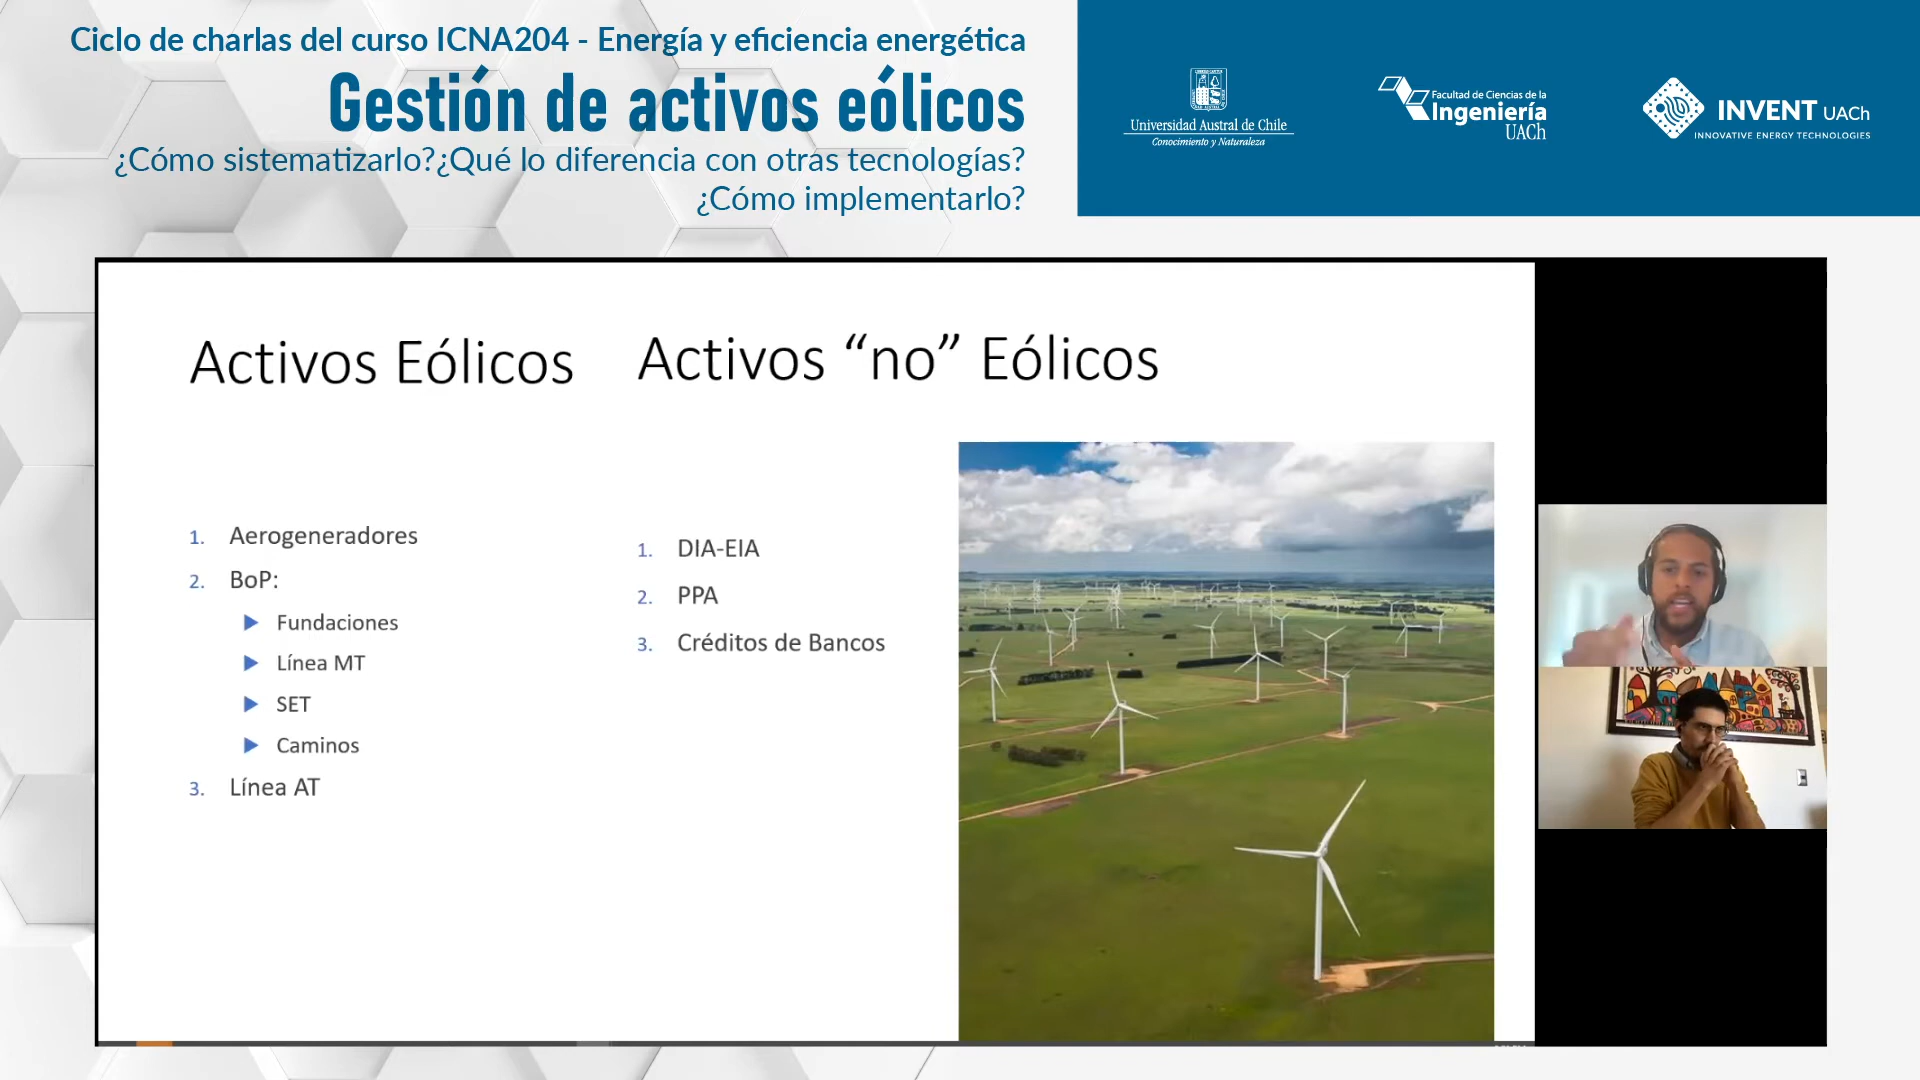 Ciclo de charlas del curso ICNA204 - Energía y eficiencia energética
Gestión de activos eólicos
¿Cómo sistematizarlo?¿Qué lo diferencia con otras tecnologías?
¿Cómo implementarlo?
Universidad Austral de Chile
Conocimiento y Naturaleza
Facultad de Ciencias de la
Ingeniería
UACh
INVENT UACh
INNOVATIVE ENERGY TECHNOLOGIES
Activos Eólicos
1. Aerogeneradores
2. BoP:
Fundaciones
Línea MT
SET
Caminos
3. Línea AT
Activos “no” Eólicos
1. DIA-EIA
2. PPA
3. Créditos de Bancos